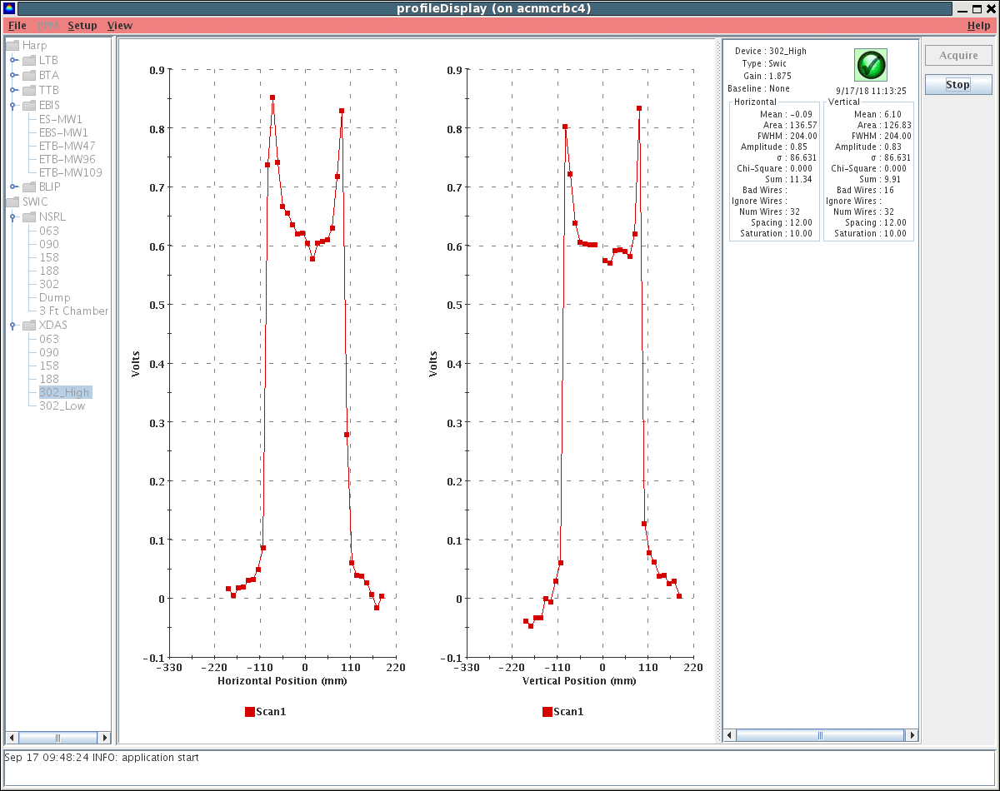 profileDisplay (on acnmcrbc4)
File PPM Setup View Help
Harp
LTB
BTA
TTB
EBIS
ES-MW1
EBS-MW1
ETB-MW47
ETB-MW96
ETB-MW109
BLIP
SWIC
NSRL
063
090
158
188
302
Dump
3 Ft Chamber
XDAS
063
090
158
188
302_High
302_Low
0.9
0.8
0.7
0.6
0.5
0.4
0.3
0.2
0.1
0
-0.1
Volts
-330 -220 -110 0 110 220
Horizontal Position (mm)
Scan1
0.9
0.8
0.7
0.6
0.5
0.4
0.3
0.2
0.1
0
-0.1
Volts
-330 -220 -110 0 110 220
Vertical Position (mm)
Scan1
Device : 302_High
Type : Swic
Gain : 1.875
Baseline : None
9/17/18 11:13:25
Horizontal
Mean : -0.09
Area : 136.57
FWHM : 204.00
Amplitude : 0.85
σ : 86.631
Chi-Square : 0.000
Sum : 11.34
Bad Wires :
Ignore Wires :
Num Wires : 32
Spacing : 12.00
Saturation : 10.00
Vertical
Mean : 6.10
Area : 126.83
FWHM : 204.00
Amplitude : 0.83
σ : 86.631
Chi-Square : 0.000
Sum : 9.91
Bad Wires : 16
Ignore Wires :
Num Wires : 32
Spacing : 12.00
Saturation : 10.00
Acquire
Stop
Sep 17 09:48:24 INFO: application start